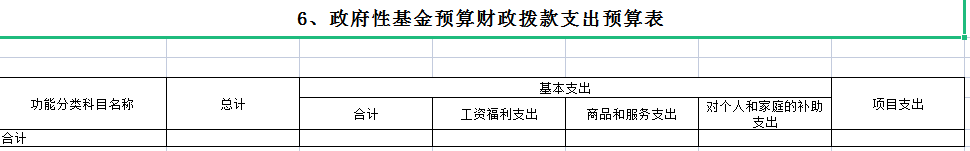 6、政府性基金预算财政拨款支出预算表
功能分类科目名称
总计
基本支出
项目支出
合计
工资福利支出
商品和服务支出
对个人和家庭的补助
支出
合计